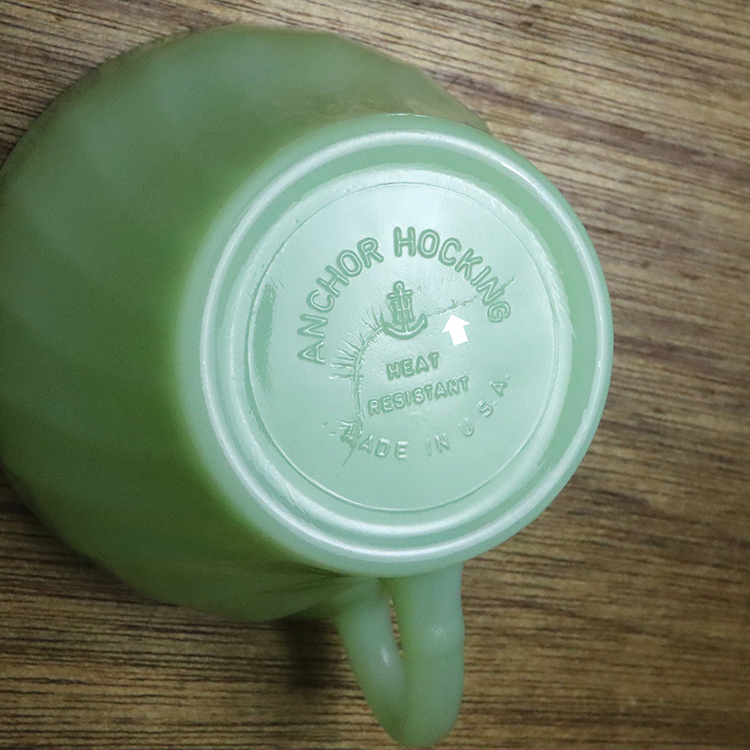 ANCHOR HOCKING
HEAT
RESISTANT
MADE IN U.S.A.